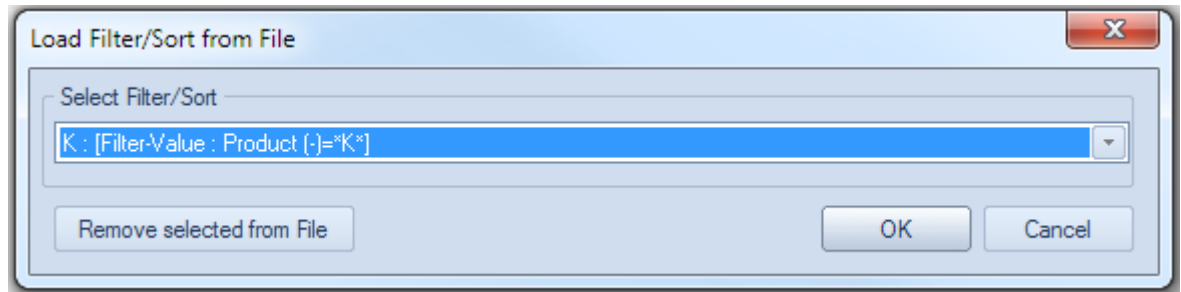 Load Filter/Sort from File
Select Filter/Sort
K : [Filter-Value : Product (-)=*K*]
Remove selected from File
OK
Cancel